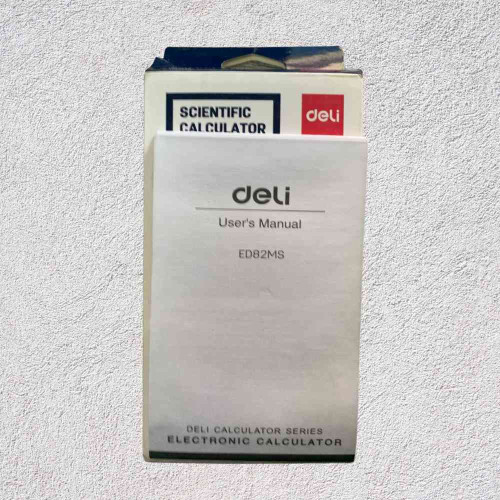 SCIENTIFIC
CALCULATOR
deli
deli
User's Manual
ED82MS
DELI CALCULATOR SERIES
ELECTRONIC CALCULATOR